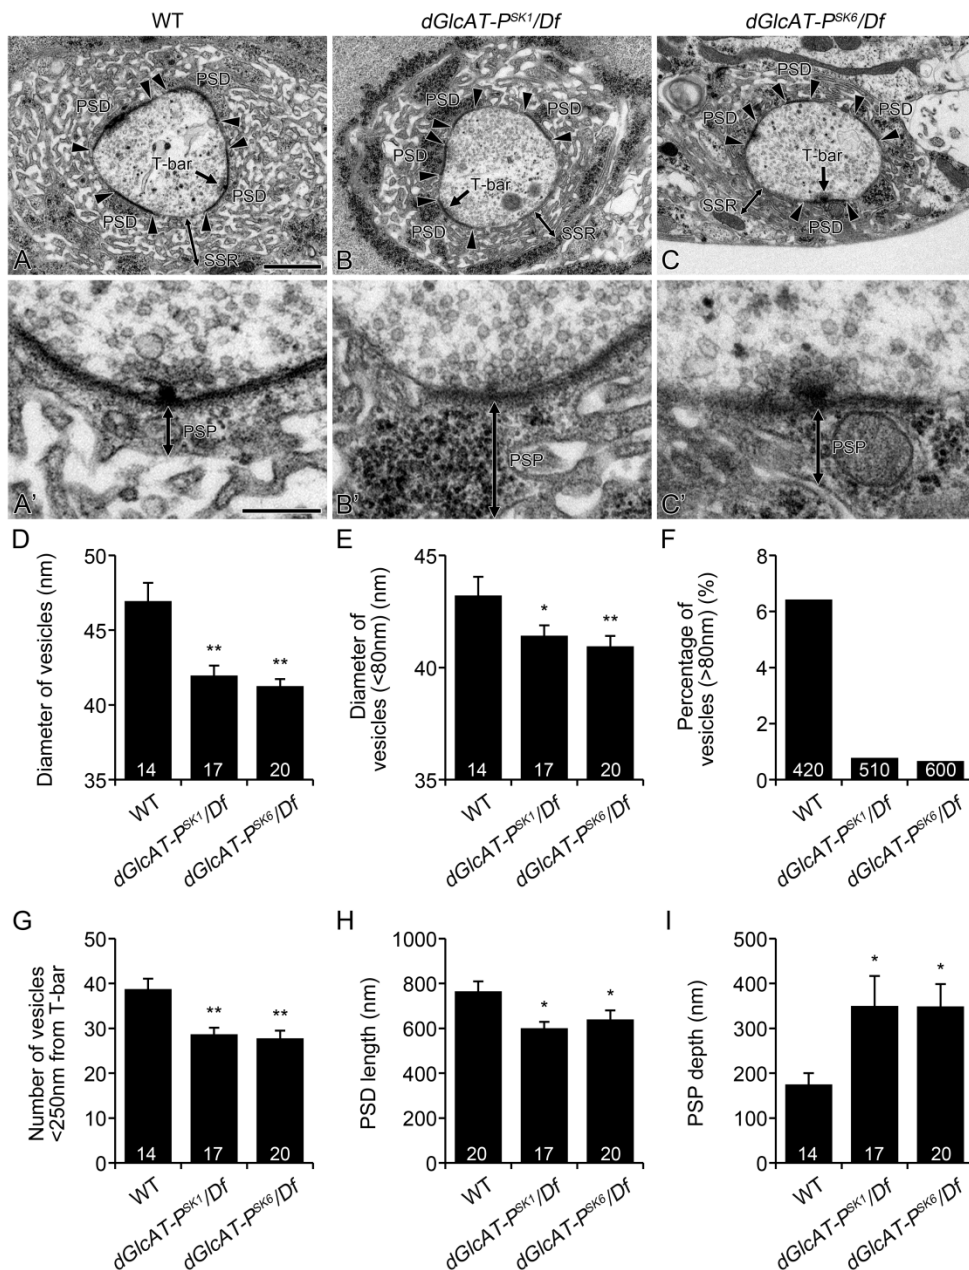 WT
dGlcAT-P^SK1/Df
dGlcAT-P^SK6/Df
PSD
PSD
T-bar
PSD
PSD
SSR
A
PSD
PSD
PSD
T-bar
PSD
SSR
B
PSD
PSD
PSD
T-bar
SSR
PSD
C
PSP
A'
PSP
B'
PSP
C'
D
Diameter of vesicles (nm)
50
45
40
35
**
**
14
17
20
WT
dGlcAT-P^SK1/Df
dGlcAT-P^SK6/Df
E
Diameter of
vesicles (<80nm) (nm)
45
40
35
*
**
14
17
20
WT
dGlcAT-P^SK1/Df
dGlcAT-P^SK6/Df
F
Percentage of
vesicles (>80nm) (%)
8
6
4
2
0
420
510
600
WT
dGlcAT-P^SK1/Df
dGlcAT-P^SK6/Df
G
Number of vesicles
<250nm from T-bar
50
40
30
20
10
0
**
**
14
17
20
WT
dGlcAT-P^SK1/Df
dGlcAT-P^SK6/Df
H
PSD length (nm)
1000
800
600
400
200
0
*
*
20
17
20
WT
dGlcAT-P^SK1/Df
dGlcAT-P^SK6/Df
I
PSP depth (nm)
500
400
300
200
100
0
*
*
14
17
20
WT
dGlcAT-P^SK1/Df
dGlcAT-P^SK6/Df